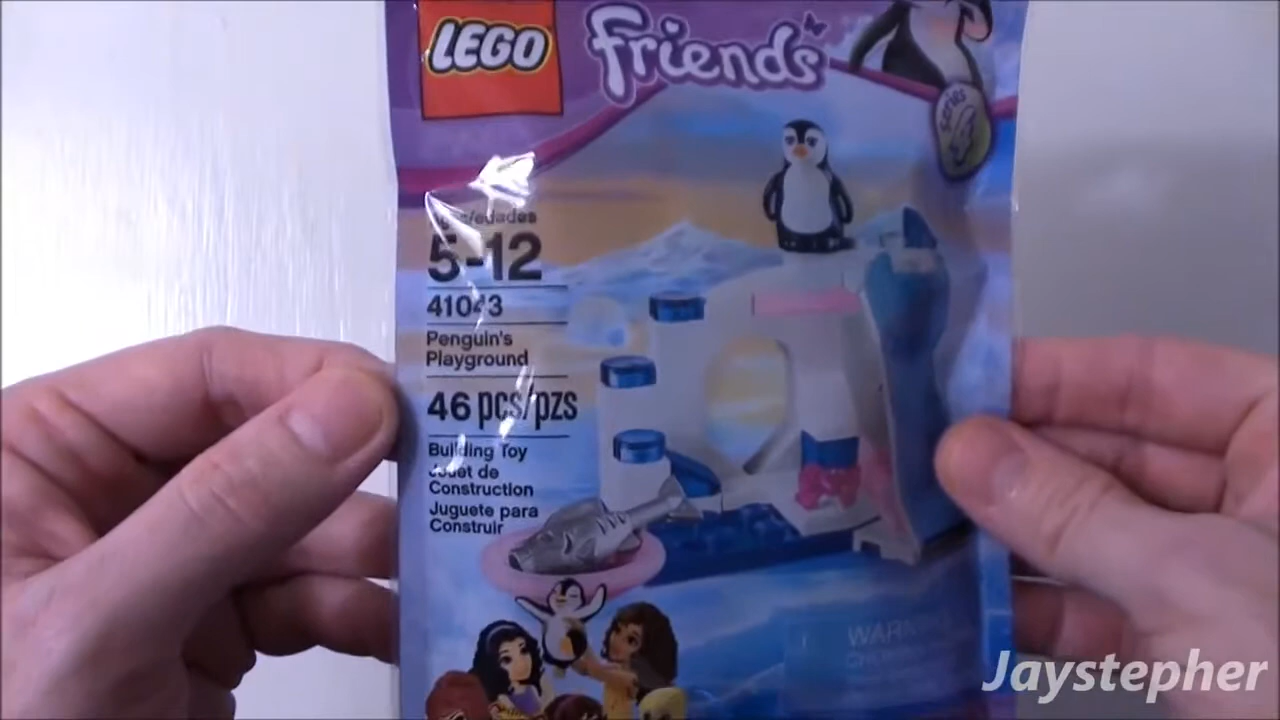 LEGO
friends
series
5-12
41043
Penguin's
Playground
46 pcs/pzs
Building Toy
Jouet de
Construction
Juguete para
Construir
Jaystepher